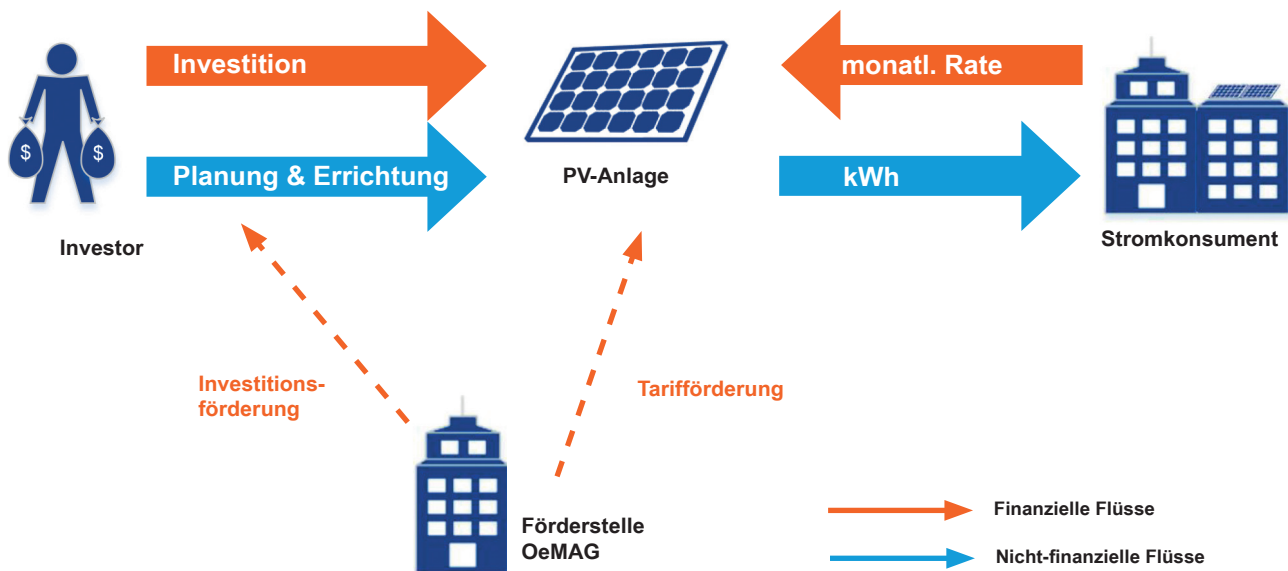 Investition
monatl. Rate
$ $
Planung & Errichtung
kWh
PV-Anlage
Investor
Stromkonsument
Investitions-
förderung
Tarifförderung
Förderstelle
OeMAG
Finanzielle Flüsse
Nicht-finanzielle Flüsse